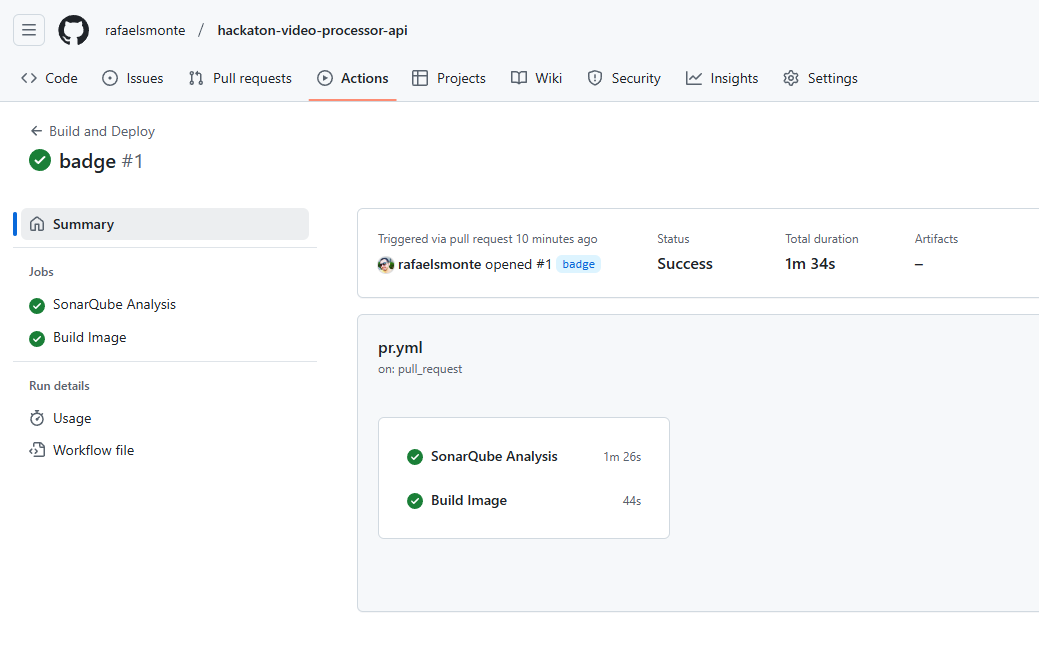 rafaelsmonte / hackaton-video-processor-api
Code Issues Pull requests Actions Projects Wiki Security Insights Settings
Build and Deploy
badge #1
Summary
Jobs
SonarQube Analysis
Build Image
Run details
Usage
Workflow file
Triggered via pull request 10 minutes ago
rafaelsmonte opened #1 badge
Status
Success
Total duration
1m 34s
Artifacts
–
pr.yml
on: pull_request
SonarQube Analysis 1m 26s
Build Image 44s